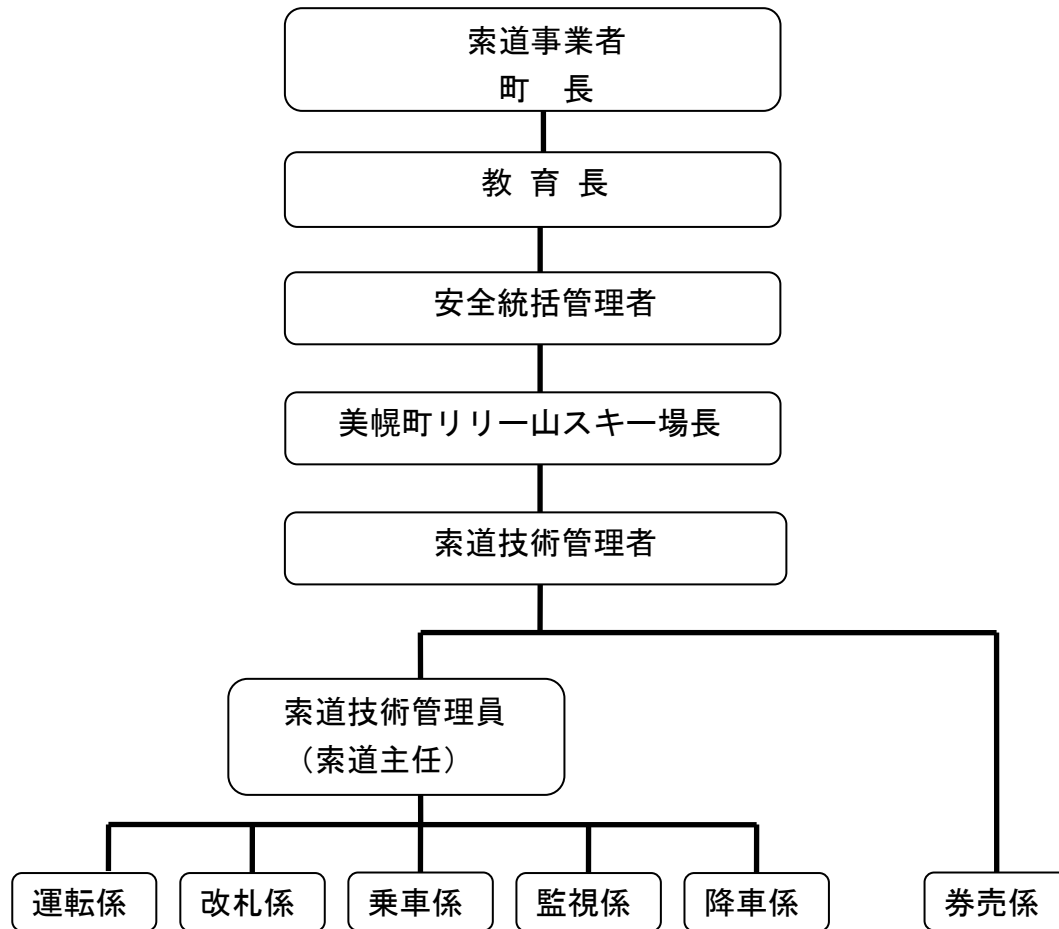 索道事業者
町　長
教 育 長
安全統括管理者
美幌町リリー山スキー場長
索道技術管理者
索道技術管理員
（索道主任）
運転係
改札係
乗車係
監視係
降車係
券売係